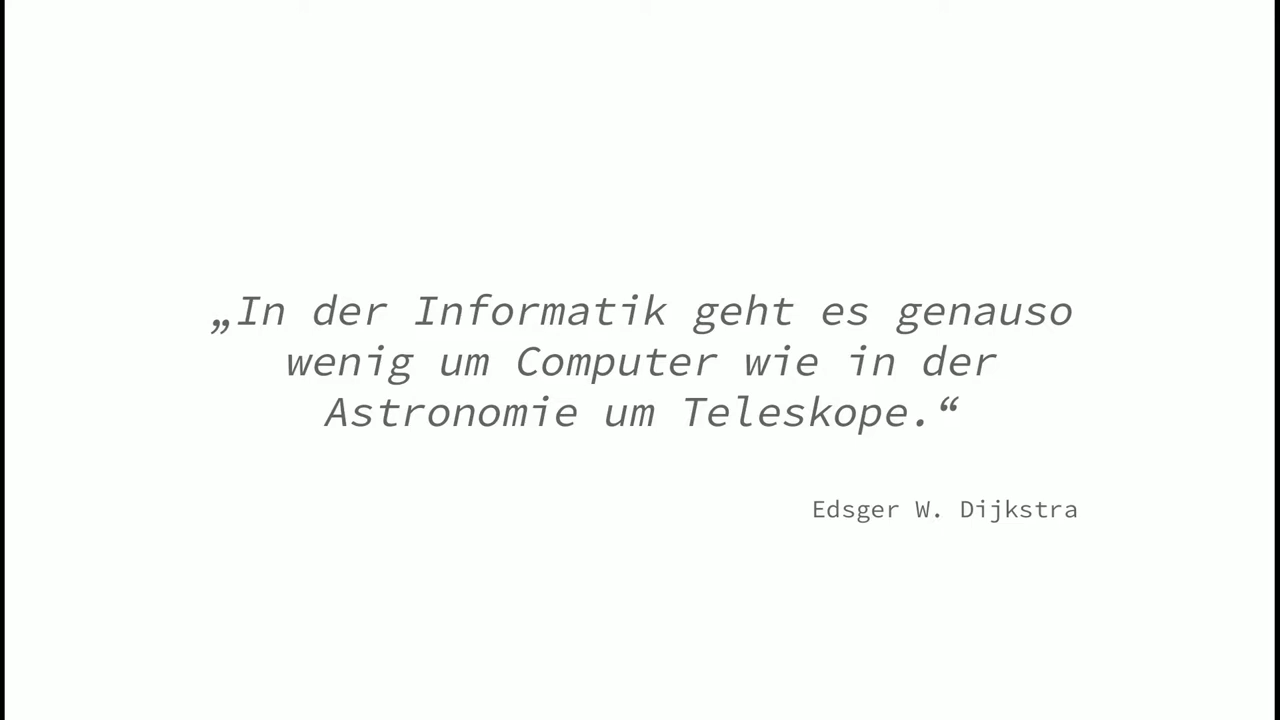 „In der Informatik geht es genauso
wenig um Computer wie in der
Astronomie um Teleskope.“
Edsger W. Dijkstra